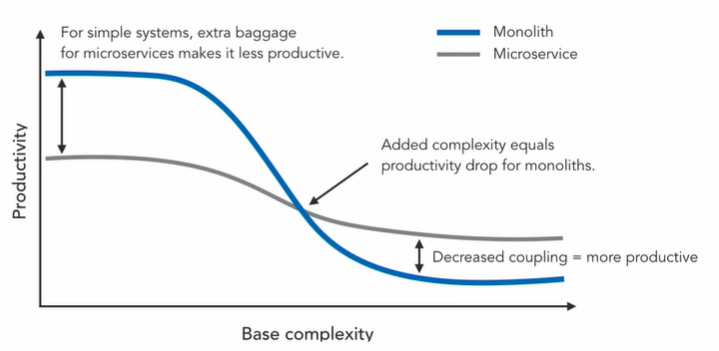 For simple systems, extra baggage
for microservices makes it less productive.
Monolith
Microservice
Added complexity equals
productivity drop for monoliths.
Decreased coupling = more productive
Productivity
Base complexity